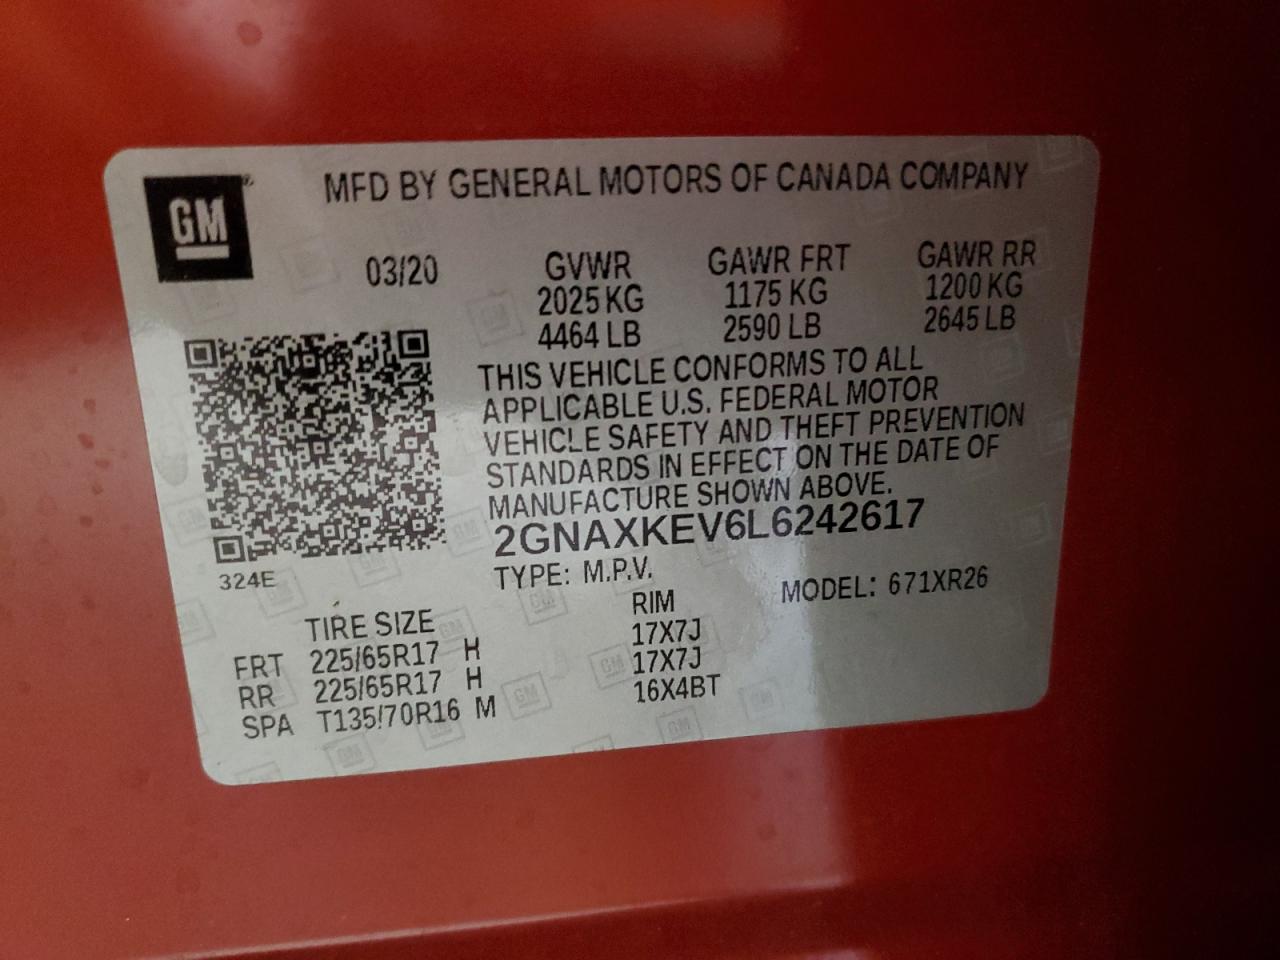 GM
MFD BY GENERAL MOTORS OF CANADA COMPANY
03/20 GVWR GAWR FRT GAWR RR
2025 KG 1175 KG 1200 KG
4464 LB 2590 LB 2645 LB
THIS VEHICLE CONFORMS TO ALL
APPLICABLE U.S. FEDERAL MOTOR
VEHICLE SAFETY AND THEFT PREVENTION
STANDARDS IN EFFECT ON THE DATE OF
MANUFACTURE SHOWN ABOVE.
2GNAXKEV6L6242617
324E TYPE: M.P.V. MODEL: 671XR26
TIRE SIZE RIM
FRT 225/65R17 H 17X7J
RR 225/65R17 H 17X7J
SPA T135/70R16 M 16X4BT